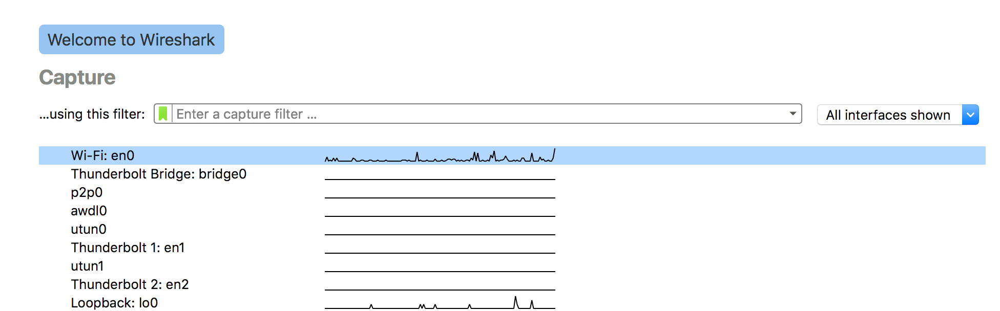 Welcome to Wireshark
Capture
...using this filter: Enter a capture filter ... All interfaces shown
Wi-Fi: en0
Thunderbolt Bridge: bridge0
p2p0
awdl0
utun0
Thunderbolt 1: en1
utun1
Thunderbolt 2: en2
Loopback: lo0